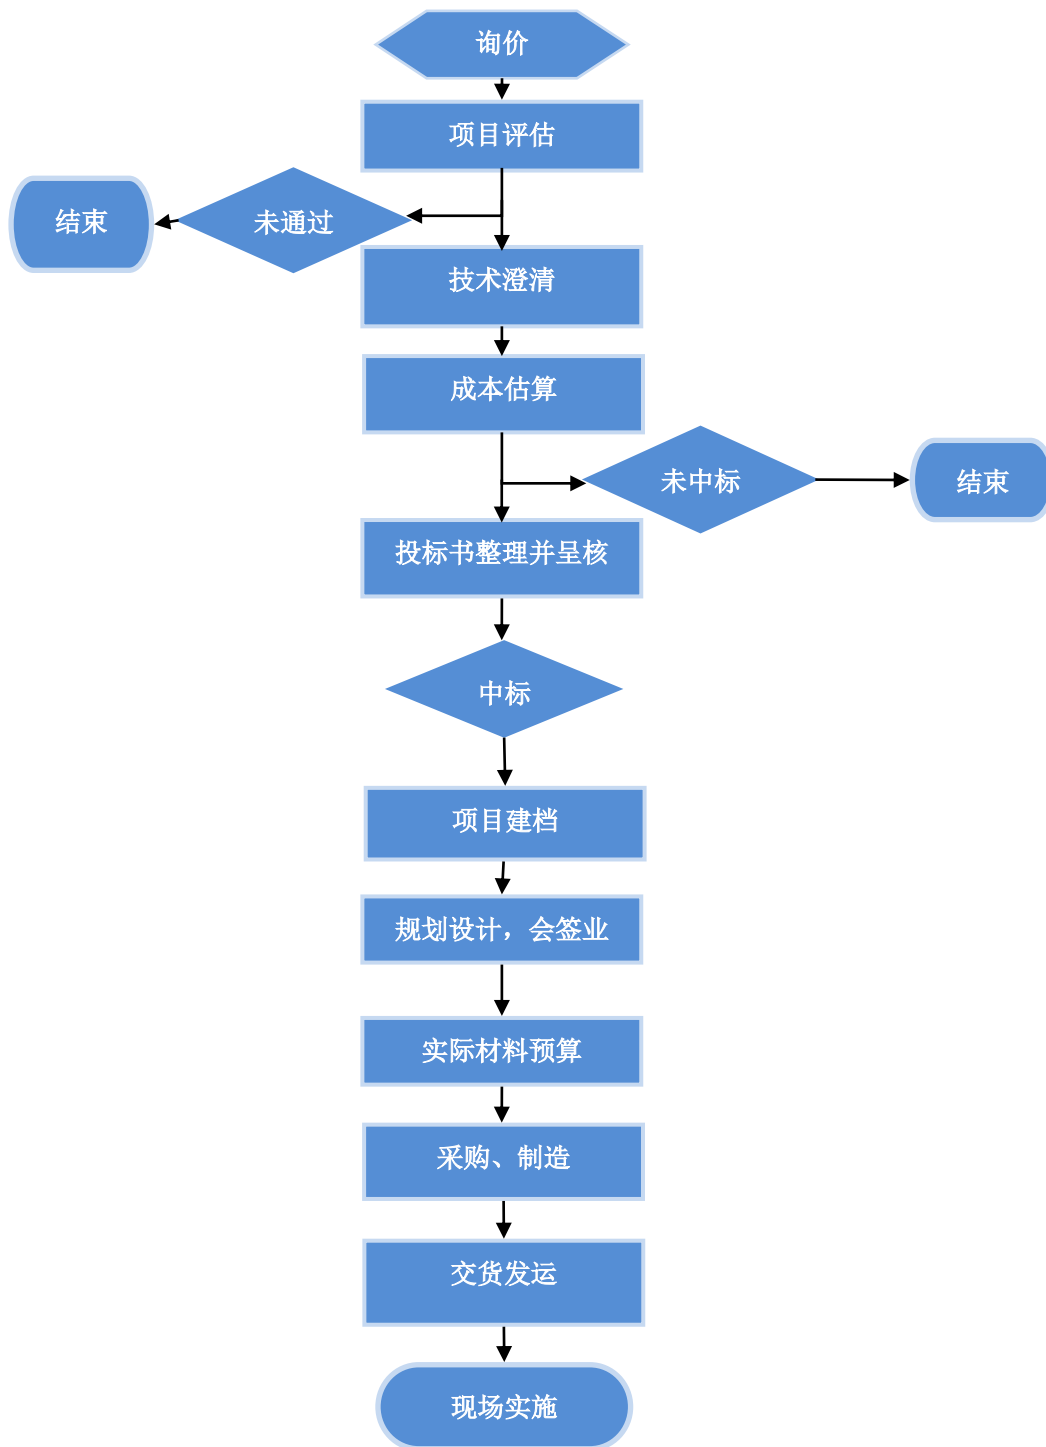 询价
项目评估
结束
未通过
技术澄清
成本估算
未中标
结束
投标书整理并呈核
中标
项目建档
规划设计，会签业
实际材料预算
采购、制造
交货发运
现场实施